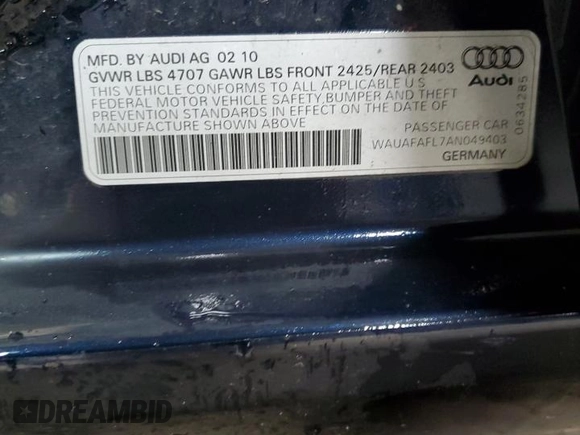 MFD. BY AUDI AG 02 10
GVWR LBS 4707 GAWR LBS FRONT 2425/REAR 2403
THIS VEHICLE CONFORMS TO ALL APPLICABLE U S
FEDERAL MOTOR VEHICLE SAFETY BUMPER AND THEFT
PREVENTION STANDARDS IN EFFECT ON THE DATE OF
MANUFACTURE SHOWN ABOVE
PASSENGER CAR
WAUAFAFL7AN049403
GERMANY
Audi
0634285
DREAMBID